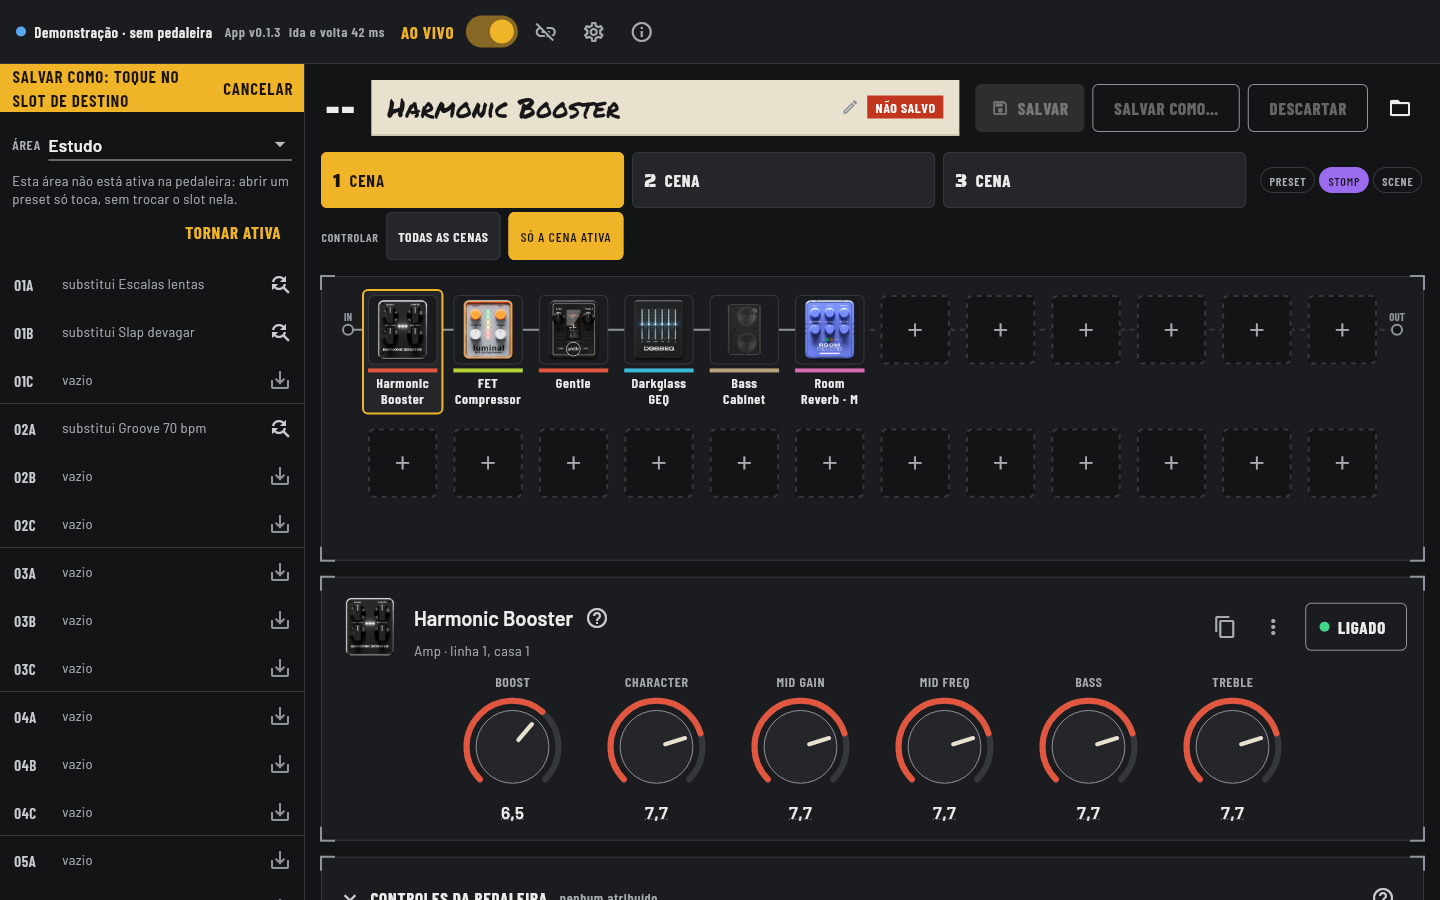 Demonstração · sem pedaleira App v0.1.3 Ida e volta 42 ms AO VIVO
SALVAR COMO: TOQUE NO
SLOT DE DESTINO
CANCELAR
ÁREA Estudo
Esta área não está ativa na pedaleira: abrir um
preset só toca, sem trocar o slot nela.
TORNAR ATIVA
01A substitui Escalas lentas
01B substitui Slap devagar
01C vazio
02A substitui Groove 70 bpm
02B vazio
02C vazio
03A vazio
03B vazio
03C vazio
04A vazio
04B vazio
04C vazio
05A vazio
-- Harmonic Booster NÃO SALVO SALVAR SALVAR COMO... DESCARTAR
1 CENA 2 CENA 3 CENA PRESET STOMP SCENE
CONTROLAR TODAS AS CENAS SÓ A CENA ATIVA
IN OUT
Harmonic
Booster
FET
Compressor
Gentle
Darkglass
GEQ
Bass
Cabinet
Room
Reverb · M
Harmonic Booster
Amp · linha 1, casa 1
LIGADO
BOOST CHARACTER MID GAIN MID FREQ BASS TREBLE
6,5 7,7 7,7 7,7 7,7 7,7
CONTROLES DA PEDALEIRA nenhum atribuído